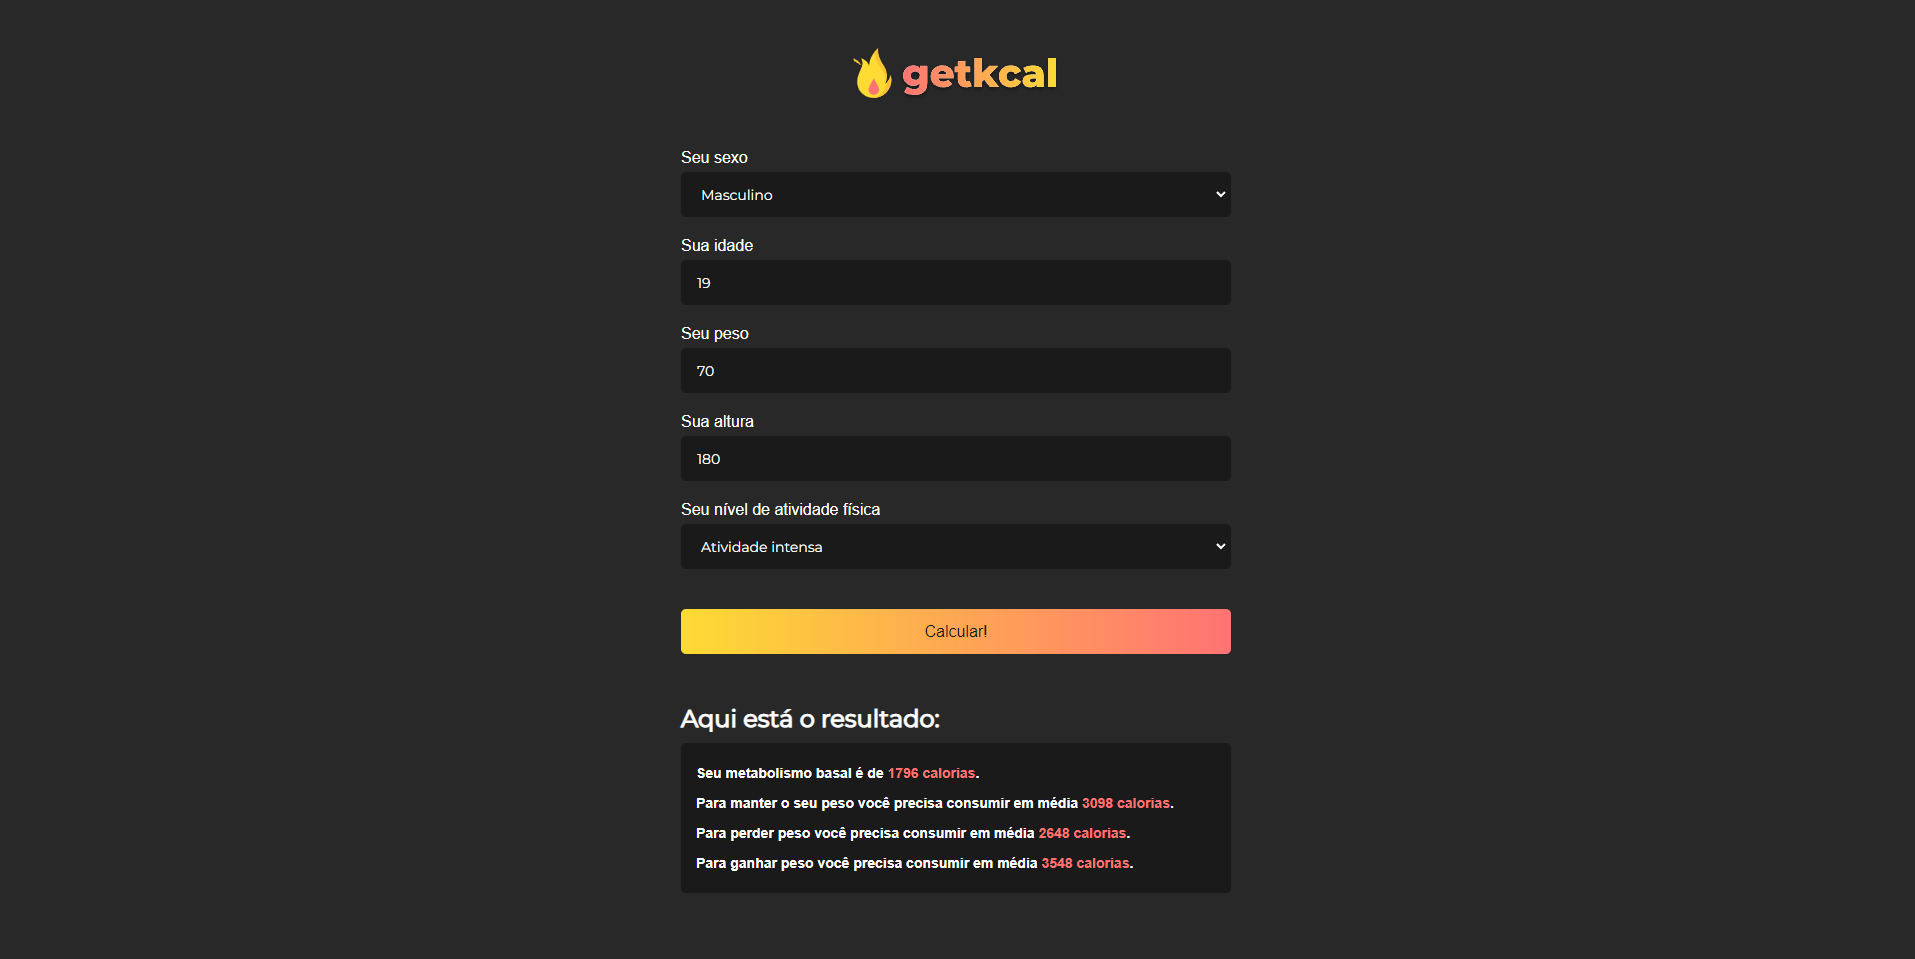 getkcal
Seu sexo
Masculino
Sua idade
19
Seu peso
70
Sua altura
180
Seu nível de atividade física
Atividade intensa
Calcular!
Aqui está o resultado:
Seu metabolismo basal é de 1796 calorias.
Para manter o seu peso você precisa consumir em média 3098 calorias.
Para perder peso você precisa consumir em média 2648 calorias.
Para ganhar peso você precisa consumir em média 3548 calorias.